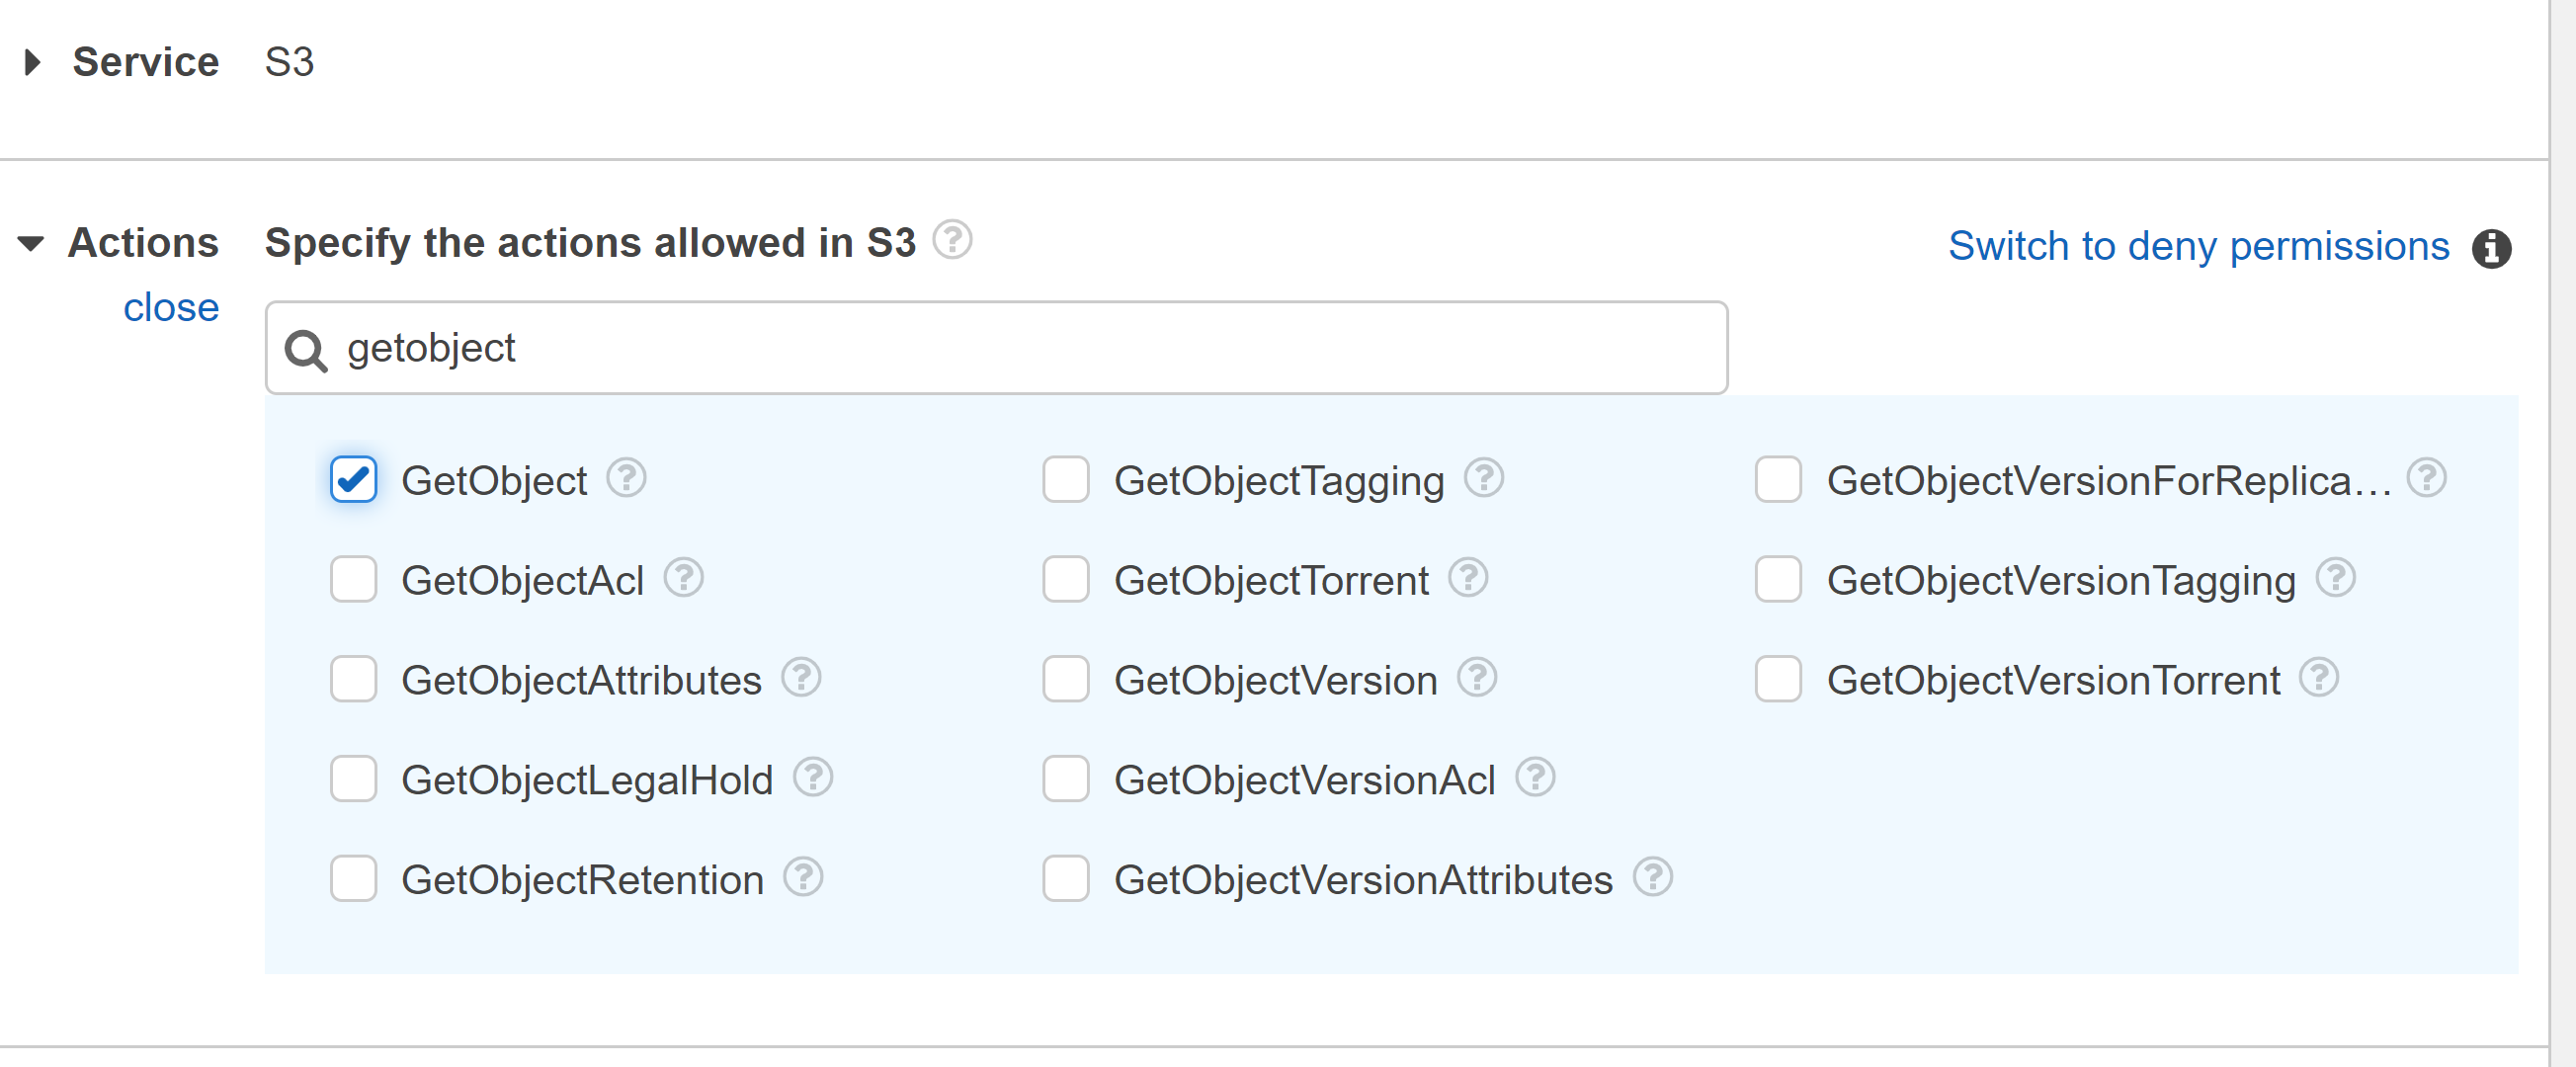 Service S3
Actions Specify the actions allowed in S3
Switch to deny permissions
close
getobject
GetObject GetObjectTagging GetObjectVersionForReplica...
GetObjectAcl GetObjectTorrent GetObjectVersionTagging
GetObjectAttributes GetObjectVersion GetObjectVersionTorrent
GetObjectLegalHold GetObjectVersionAcl
GetObjectRetention GetObjectVersionAttributes